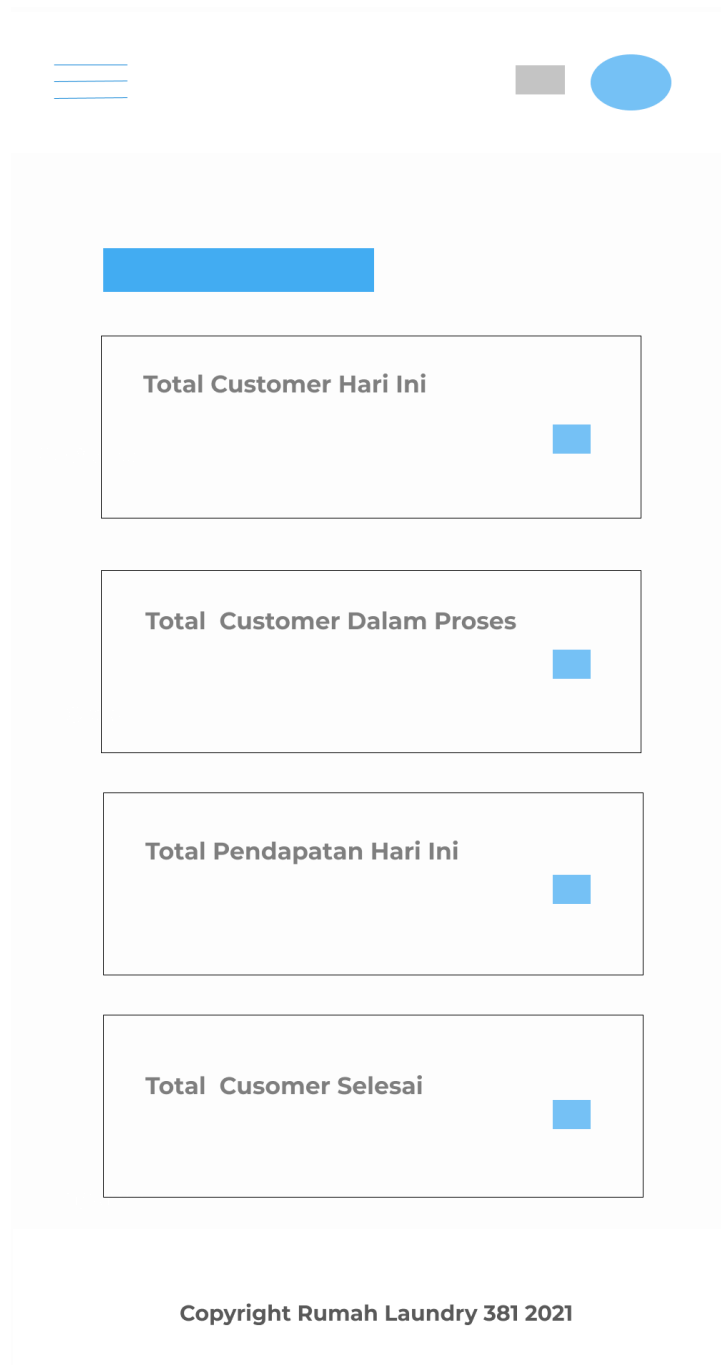 Total Customer Hari Ini
Total  Customer Dalam Proses
Total Pendapatan Hari Ini
Total  Cusomer Selesai
Copyright Rumah Laundry 381 2021